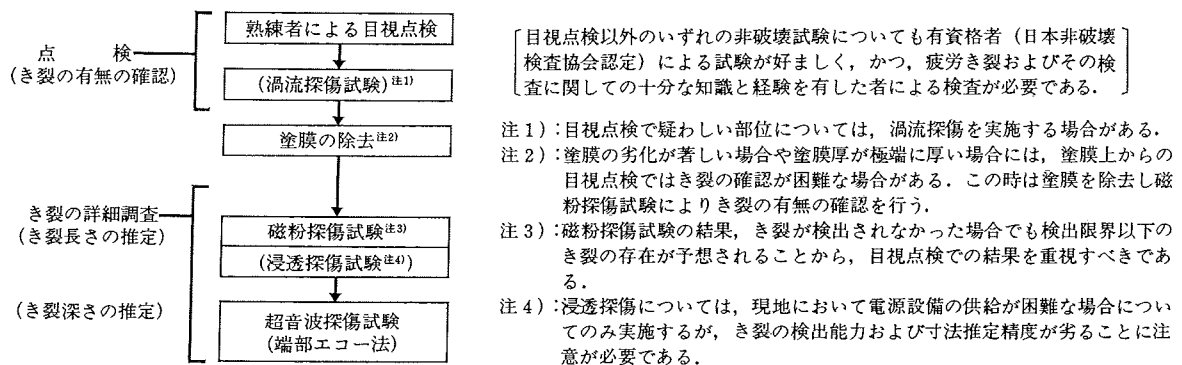 熟練者による目視点検
点　検
(き裂の有無の確認)
(渦流探傷試験)注1)
塗膜の除去注2)
き裂の詳細調査
(き裂長さの推定)
磁粉探傷試験注3)
(浸透探傷試験注4))
(き裂深さの推定)
超音波探傷試験
(端部エコー法)
目視点検以外のいずれの非破壊試験についても有資格者（日本非破壊
検査協会認定）による試験が好ましく，かつ，疲労き裂およびその検
査に関しての十分な知識と経験を有した者による検査が必要である．
注1）：目視点検で疑わしい部位については，渦流探傷を実施する場合がある．
注2）：塗膜の劣化が著しい場合や塗膜厚が極端に厚い場合には，塗膜上からの
目視点検ではき裂の確認が困難な場合がある．この時は塗膜を除去し磁
粉探傷試験によりき裂の有無の確認を行う．
注3）：磁粉探傷試験の結果，き裂が検出されなかった場合でも検出限界以下の
き裂の存在が予想されることから，目視点検での結果を重視すべきであ
る．
注4）：浸透探傷については，現地において電源設備の供給が困難な場合につい
てのみ実施するが，き裂の検出能力および寸法推定精度が劣ることに注
意が必要である．